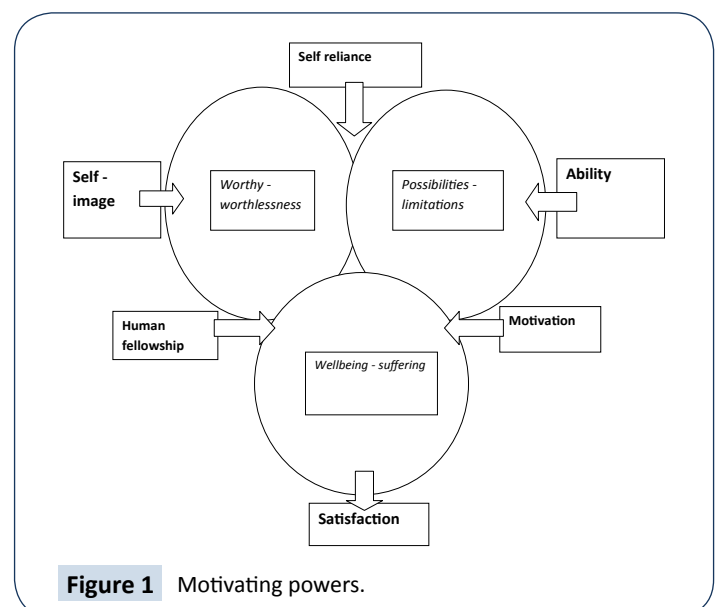 Self reliance
Self -
image
Worthy -
worthlessness
Possibilities -
limitations
Ability
Human
fellowship
Motivation
Wellbeing - suffering
Satisfaction
Figure 1 Motivating powers.